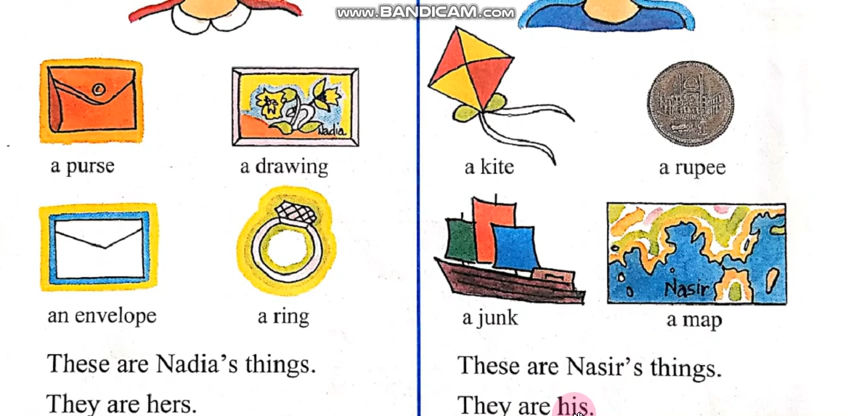 www.BANDICAM.com
a purse
a drawing
Nadia
an envelope
a ring
These are Nadia's things.
They are hers.
a kite
a rupee
a junk
a map
Nasir
These are Nasir's things.
They are his.